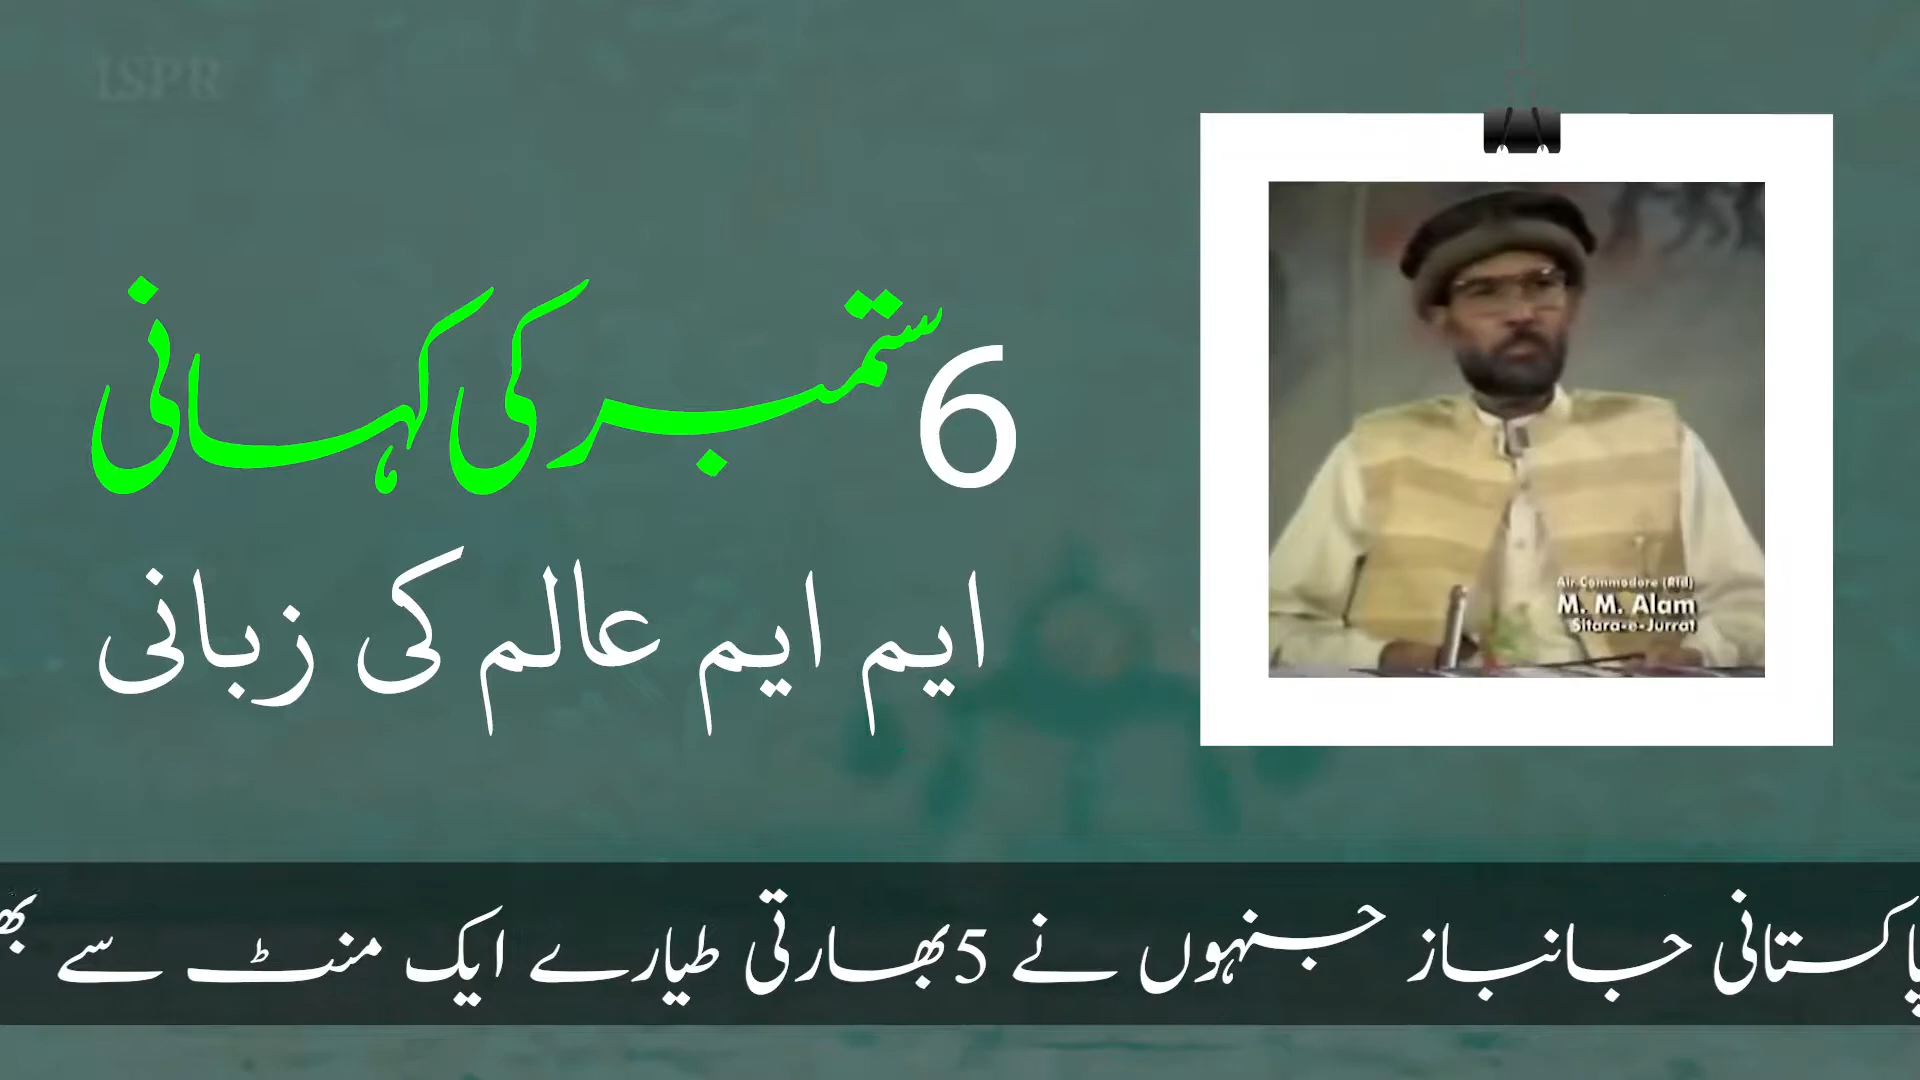 ISPR
6 ستمبر کی کہانی
ایم ایم عالم کی زبانی
Air Commodore (Rtd)
M. M. Alam
Sitara-e-Jurrat
پاکستانی جانباز جنہوں نے 5 بھارتی طیارے ایک منٹ سے